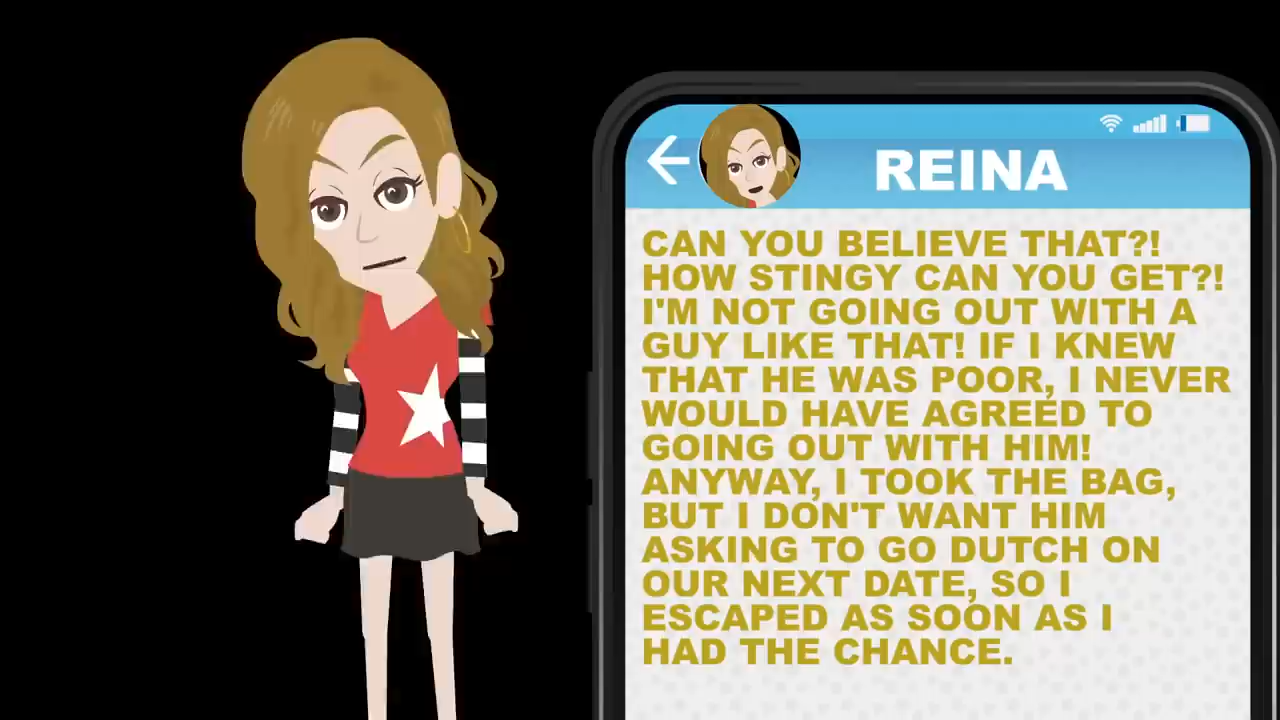 REINA
CAN YOU BELIEVE THAT?!
HOW STINGY CAN YOU GET?!
I'M NOT GOING OUT WITH A
GUY LIKE THAT! IF I KNEW
THAT HE WAS POOR, I NEVER
WOULD HAVE AGREED TO
GOING OUT WITH HIM!
ANYWAY, I TOOK THE BAG,
BUT I DON'T WANT HIM
ASKING TO GO DUTCH ON
OUR NEXT DATE, SO I
ESCAPED AS SOON AS I
HAD THE CHANCE.